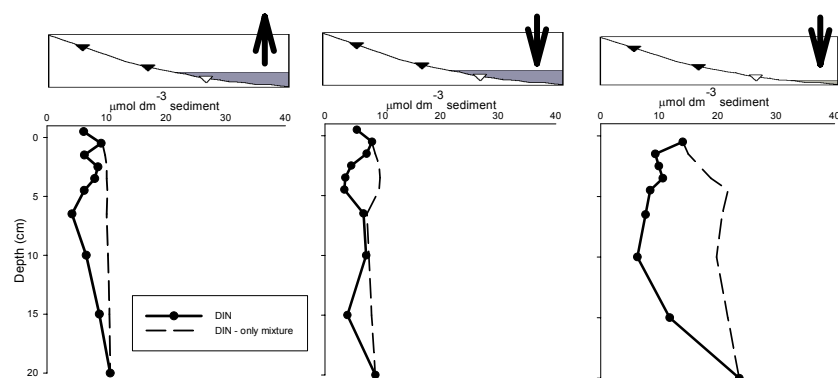 -3
μmol dm sediment
0 10 20 30 40
-3
μmol dm sediment
0 10 20 30 40
-3
μmol dm sediment
0 10 20 30 40
0
5
10
15
20
Depth (cm)
DIN
DIN - only mixture